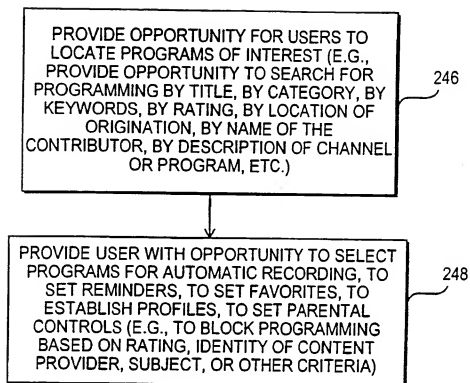 PROVIDE OPPORTUNITY FOR USERS TO
LOCATE PROGRAMS OF INTEREST (E.G.,
PROVIDE OPPORTUNITY TO SEARCH FOR
PROGRAMMING BY TITLE, BY CATEGORY, BY
KEYWORDS, BY RATING, BY LOCATION OF
ORIGINATION, BY NAME OF THE
CONTRIBUTOR, BY DESCRIPTION OF CHANNEL
OR PROGRAM, ETC.)
246
PROVIDE USER WITH OPPORTUNITY TO SELECT
PROGRAMS FOR AUTOMATIC RECORDING, TO
SET REMINDERS, TO SET FAVORITES, TO
ESTABLISH PROFILES, TO SET PARENTAL
CONTROLS (E.G., TO BLOCK PROGRAMMING
BASED ON RATING, IDENTITY OF CONTENT
PROVIDER, SUBJECT, OR OTHER CRITERIA)
248